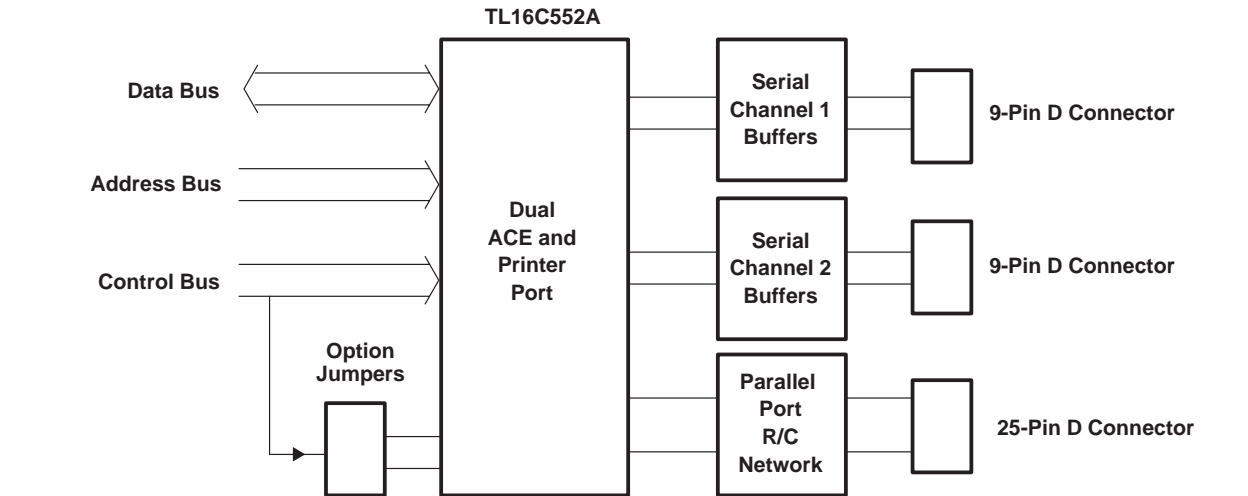 TL16C552A
Data Bus
Address Bus
Control Bus
Option
Jumpers
Dual
ACE and
Printer
Port
Serial
Channel 1
Buffers
9-Pin D Connector
Serial
Channel 2
Buffers
9-Pin D Connector
Parallel
Port
R/C
Network
25-Pin D Connector